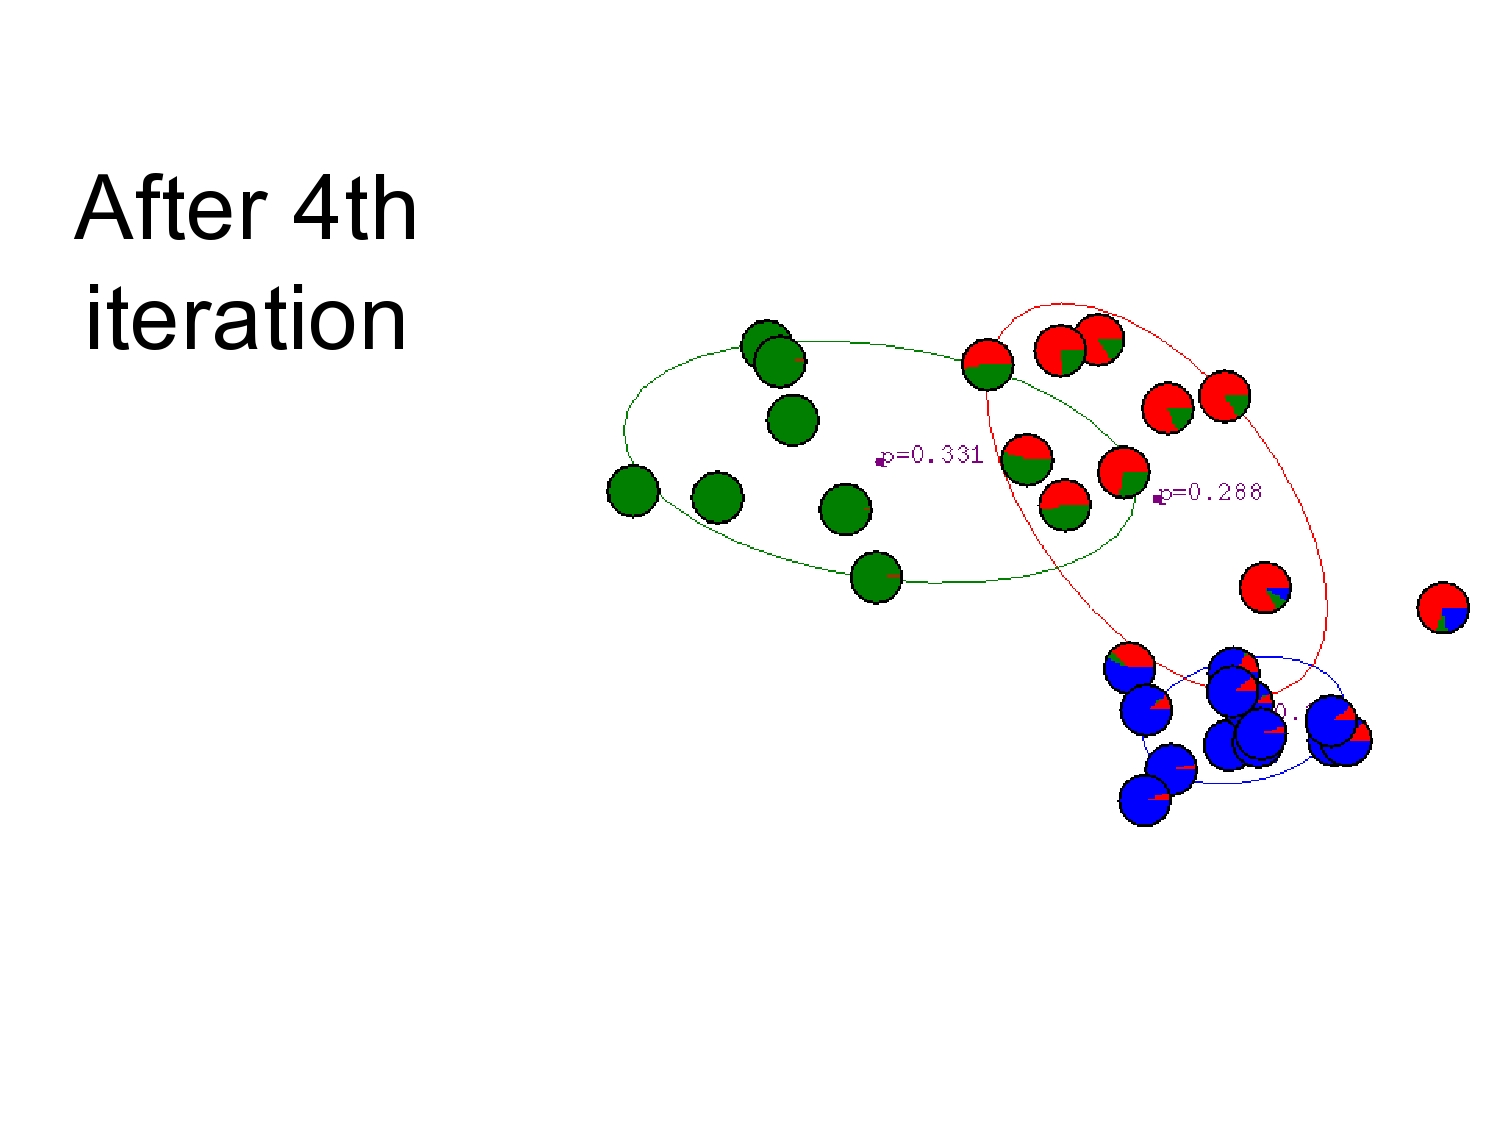 After 4th
iteration
p=0.331
p=0.288